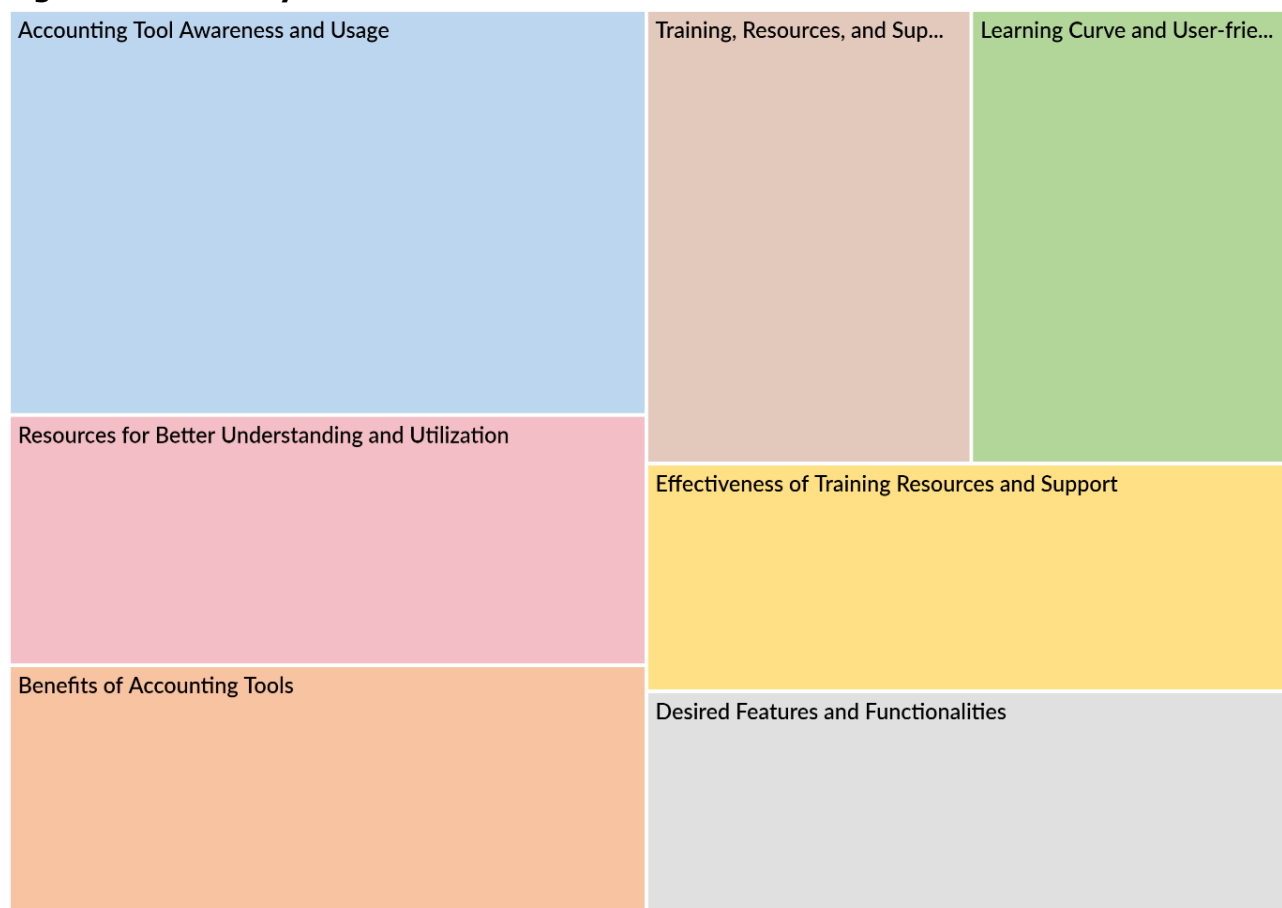 Accounting Tool Awareness and Usage
Training, Resources, and Sup...
Learning Curve and User-frie...
Resources for Better Understanding and Utilization
Effectiveness of Training Resources and Support
Benefits of Accounting Tools
Desired Features and Functionalities